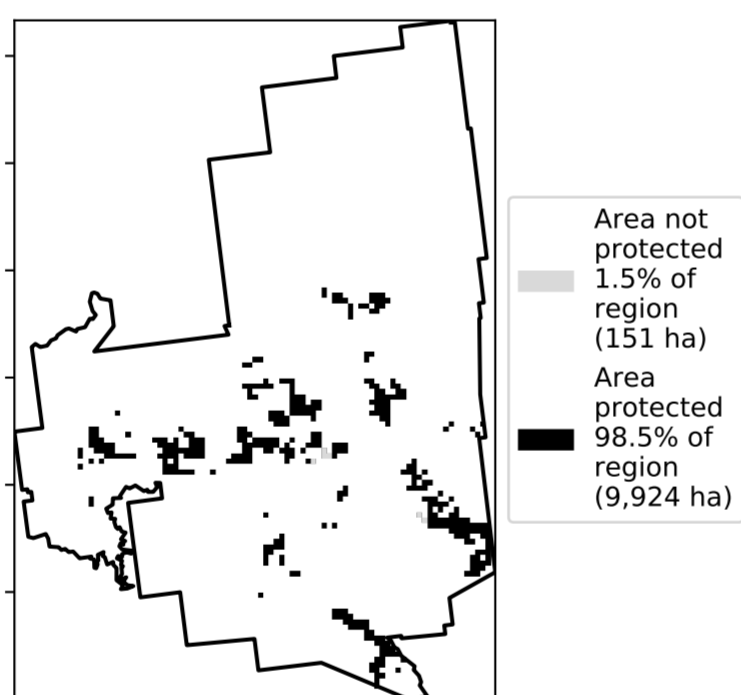 Area not
protected
1.5% of
region
(151 ha)
Area
protected
98.5% of
region
(9,924 ha)